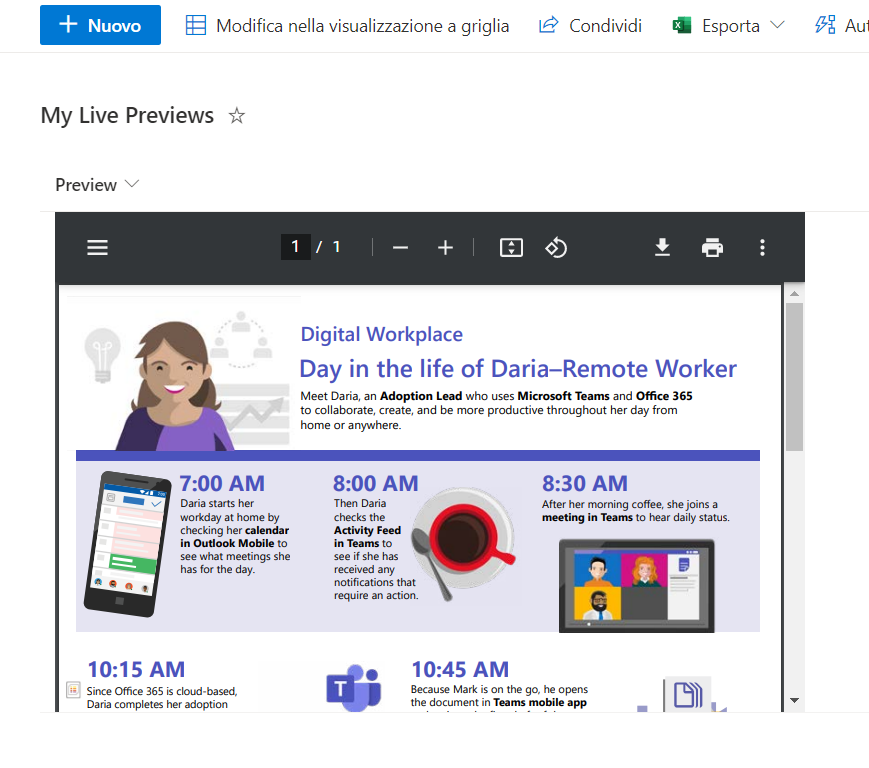 Nuovo Modifica nella visualizzazione a griglia Condividi Esporta Aut
My Live Previews
Preview
1 / 1
Digital Workplace
Day in the life of Daria–Remote Worker
Meet Daria, an Adoption Lead who uses Microsoft Teams and Office 365
to collaborate, create, and be more productive throughout her day from
home or anywhere.
7:00 AM
Daria starts her
workday at home by
checking her calendar
in Outlook Mobile to
see what meetings she
has for the day.
8:00 AM
Then Daria
checks the
Activity Feed
in Teams to
see if she has
received any
notifications that
require an action.
8:30 AM
After her morning coffee, she joins a
meeting in Teams to hear daily status.
10:15 AM
Since Office 365 is cloud-based,
Daria completes her adoption
T
10:45 AM
Because Mark is on the go, he opens
the document in Teams mobile app